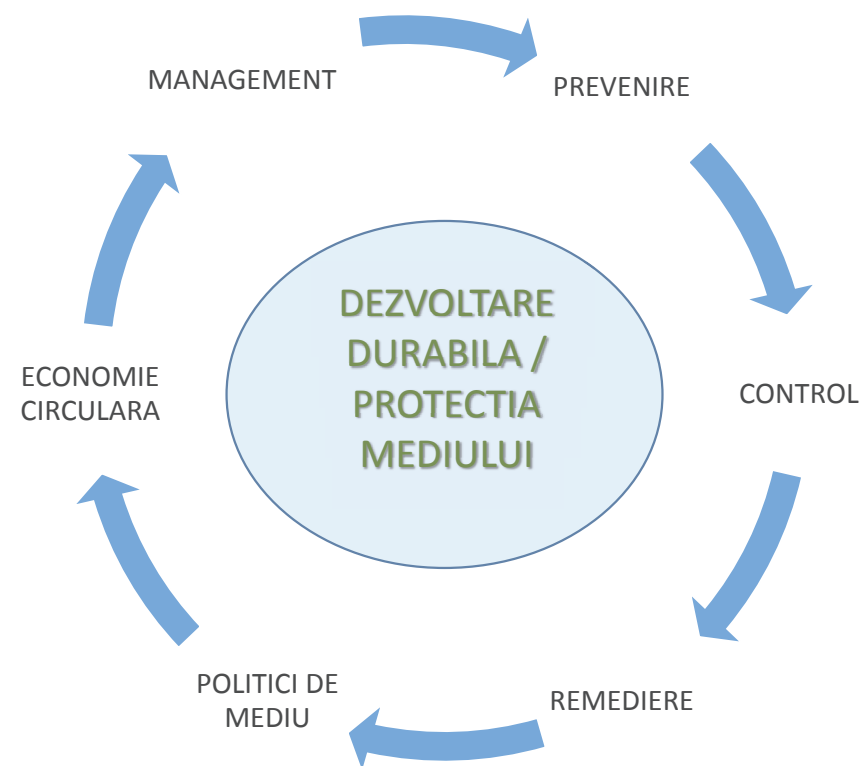 MANAGEMENT
PREVENIRE
DEZVOLTARE
DURABILA /
PROTECTIA
MEDIULUI
ECONOMIE
CIRCULARA
CONTROL
POLITICI DE
MEDIU
REMEDIERE